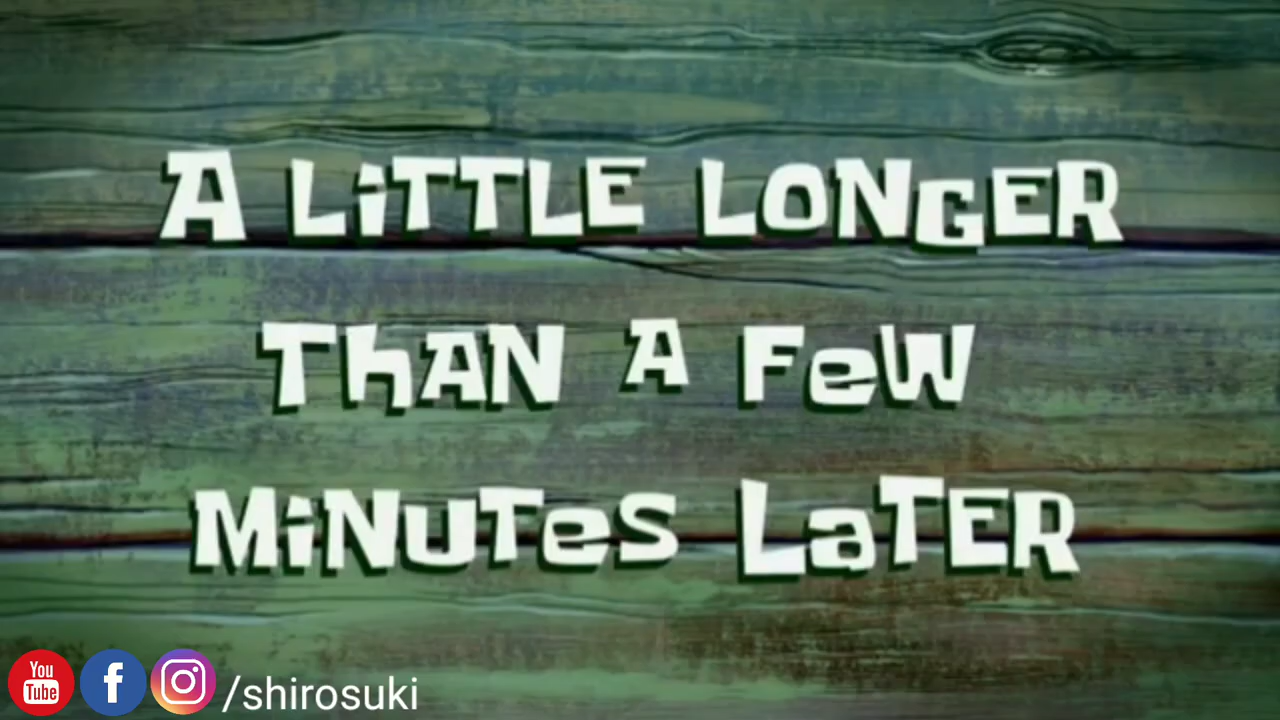 A LiTTLE LONGER
ThAN A FeW
MiNUTes LaTER
You
Tube
f
/shirosuki